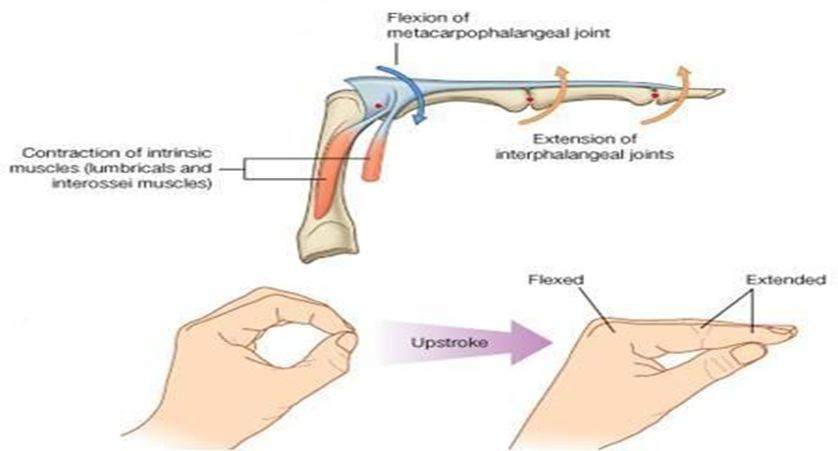 Flexion of
metacarpophalangeal joint
Contraction of intrinsic
muscles (lumbricals and
interossei muscles)
Extension of
interphalangeal joints
Flexed
Extended
Upstroke